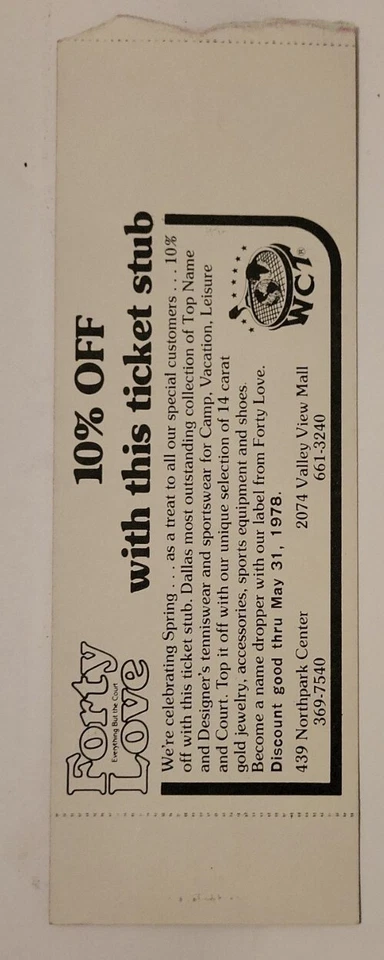 Forty
Everything But the Court
Love
10% OFF
with this ticket stub
We're celebrating Spring . . . as a treat to all our special customers . . . 10%
off with this ticket stub. Dallas most outstanding collection of Top Name
and Designer's tenniswear and sportswear for Camp, Vacation, Leisure
and Court. Top it off with our unique selection of 14 carat
gold jewelry, accessories, sports equipment and shoes.
Become a name dropper with our label from Forty Love.
Discount good thru May 31, 1978.
439 Northpark Center 2074 Valley View Mall
369-7540 661-3240
WCT®